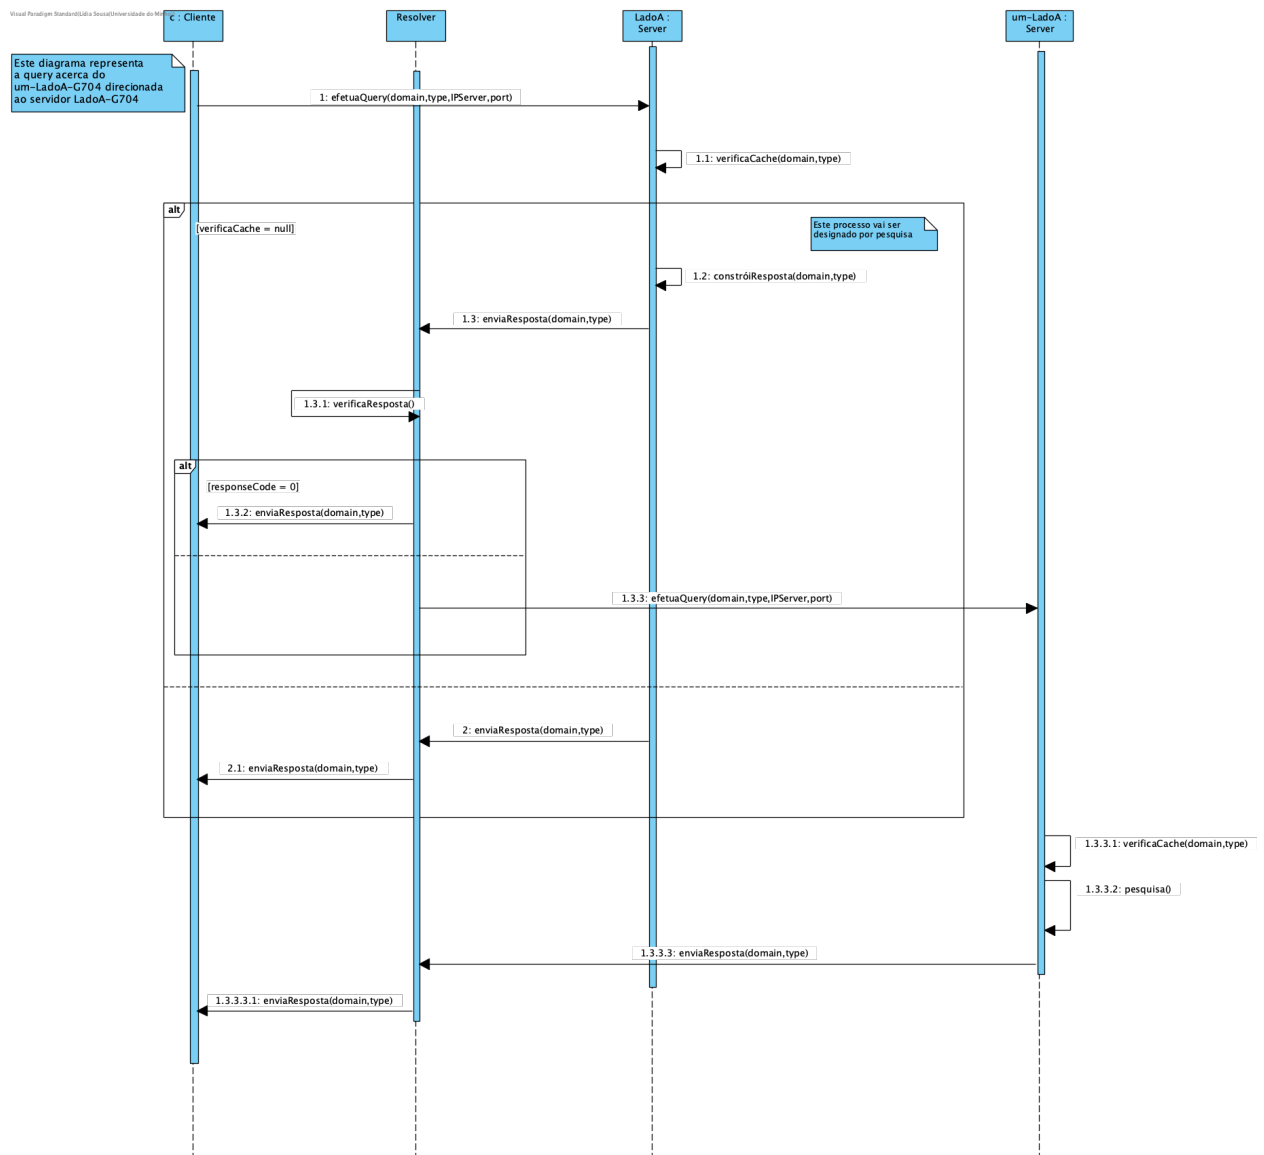 Visual Paradigm Standard(Lídia Sousa(Universidade do Min
c : Cliente
Resolver
LadoA :
Server
um-LadoA :
Server
Este diagrama representa
a query acerca do
um-LadoA-G704 direcionada
ao servidor LadoA-G704
1: efetuaQuery(domain,type,IPServer,port)
1.1: verificaCache(domain,type)
alt
[verificaCache = null]
Este processo vai ser
designado por pesquisa
1.2: constróiResposta(domain,type)
1.3: enviaResposta(domain,type)
1.3.1: verificaResposta()
alt
[responseCode = 0]
1.3.2: enviaResposta(domain,type)
1.3.3: efetuaQuery(domain,type,IPServer,port)
2: enviaResposta(domain,type)
2.1: enviaResposta(domain,type)
1.3.3.1: verificaCache(domain,type)
1.3.3.2: pesquisa()
1.3.3.3: enviaResposta(domain,type)
1.3.3.3.1: enviaResposta(domain,type)